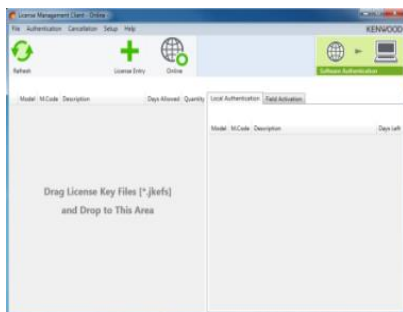 License Management Client - Online
File Authentication Cancellation Setup Help
KENWOOD
Refresh
License Entry
Online
Software Authentication
Model M.Code Description Days Allowed Quantity
Local Authentication Field Activation
Model M.Code Description Days Left
Drag License Key Files [*.jkefs]
and Drop to This Area